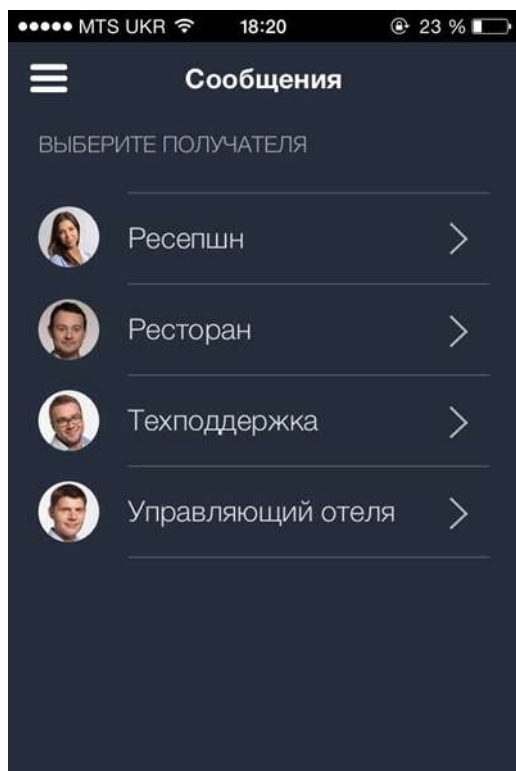 MTS UKR 18:20 23 %
Сообщения
ВЫБЕРИТЕ ПОЛУЧАТЕЛЯ
Ресепшн
Ресторан
Техподдержка
Управляющий отеля